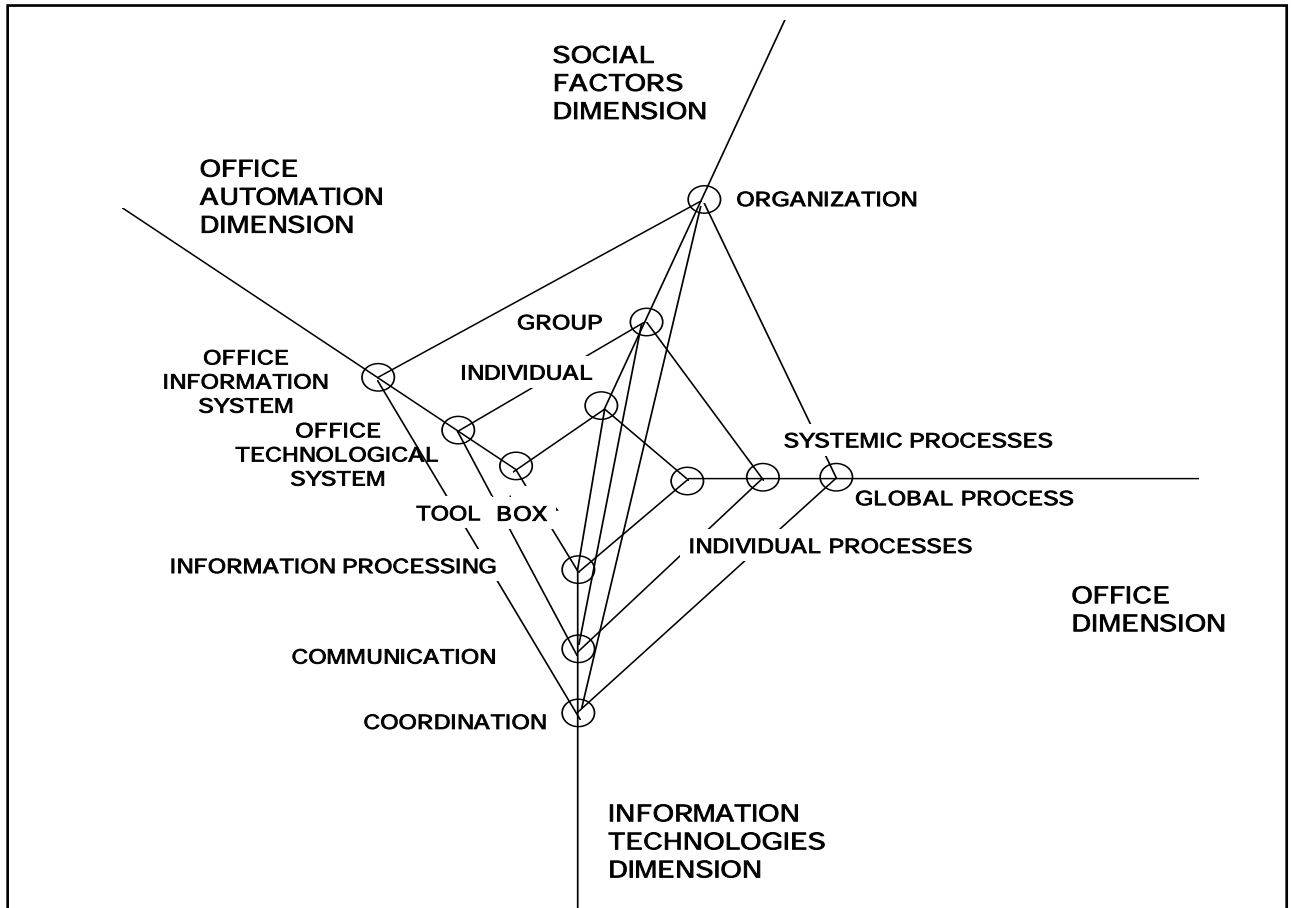 SOCIAL
FACTORS
DIMENSION
OFFICE
AUTOMATION
DIMENSION
ORGANIZATION
GROUP
OFFICE
INFORMATION
SYSTEM
INDIVIDUAL
OFFICE
TECHNOLOGICAL
SYSTEM
SYSTEMIC PROCESSES
GLOBAL PROCESS
TOOL BOX
INDIVIDUAL PROCESSES
INFORMATION PROCESSING
OFFICE
DIMENSION
COMMUNICATION
COORDINATION
INFORMATION
TECHNOLOGIES
DIMENSION